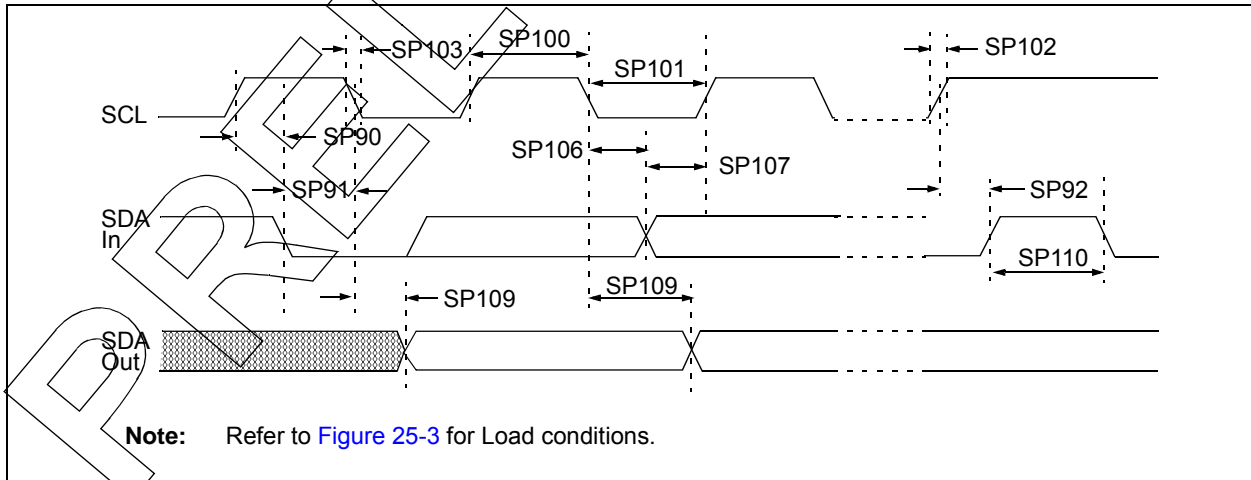 SP103
SP100
SP102
SP101
SCL
SP90
SP106
SP107
SP91
SP92
SDA
In
SP110
SP109
SP109
SDA
Out
Note: Refer to Figure 25-3 for Load conditions.
P R E L